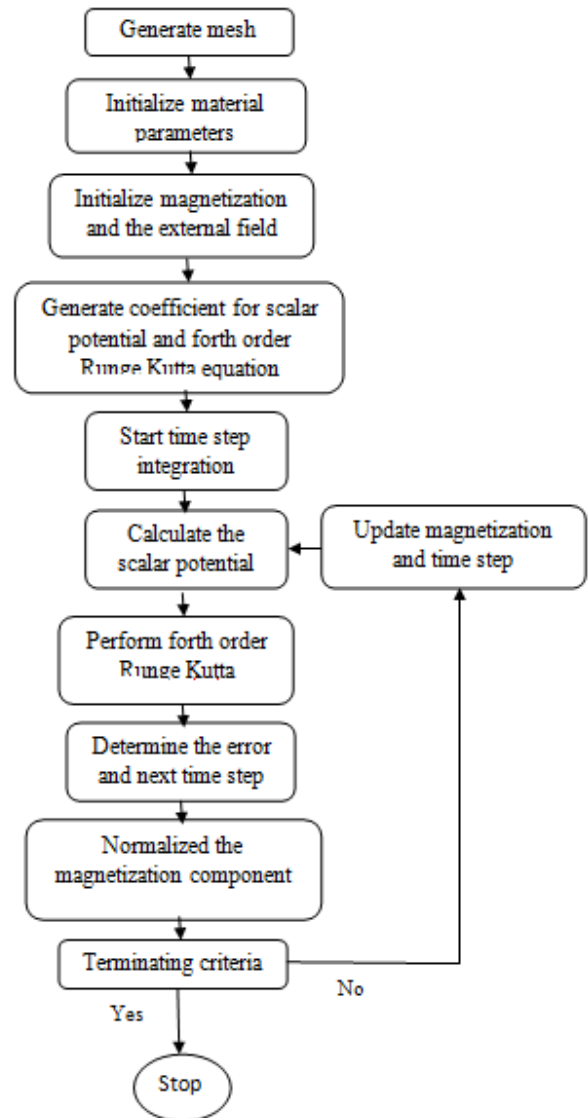 Generate mesh
Initialize material
parameters
Initialize magnetization
and the external field
Generate coefficient for scalar
potential and forth order
Runge Kutta equation
Start time step
integration
Calculate the
scalar potential
Update magnetization
and time step
Perform forth order
Runge Kutta
Determine the error
and next time step
Normalized the
magnetization component
Terminating criteria
No
Yes
Stop